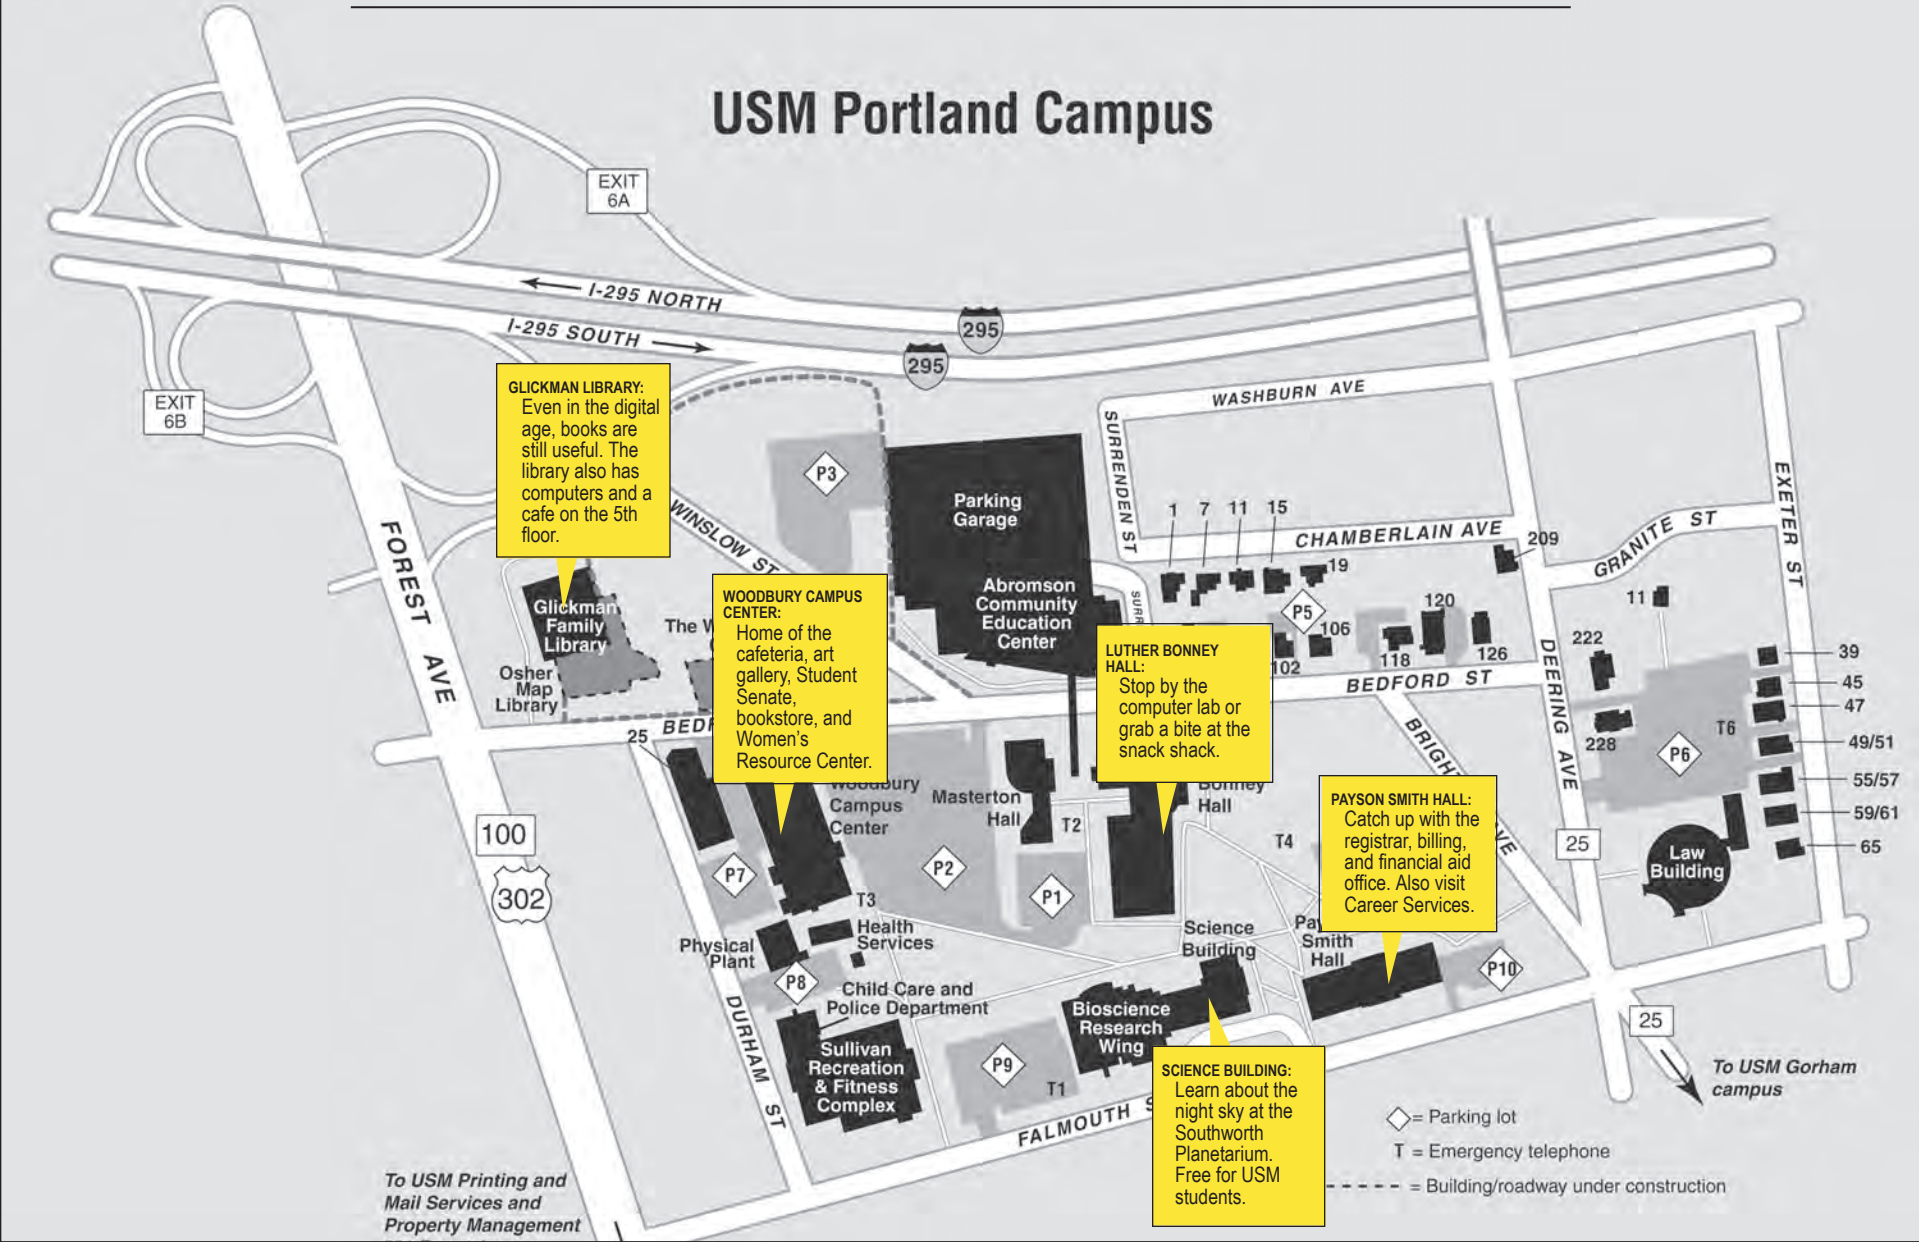 USM Portland Campus
EXIT
6A
I-295 NORTH
I-295 SOUTH
295
295
EXIT
6B
GLICKMAN LIBRARY:
Even in the digital
age, books are
still useful. The
library also has
computers and a
cafe on the 5th
floor.
WASHBURN AVE
SURRENDEN ST
EXETER ST
P3
Parking
Garage
WINSLOW ST
FOREST AVE
1
7
11
15
CHAMBERLAIN AVE
209
GRANITE ST
19
P5
106
102
118
120
126
11
222
228
Glickman
Family
Library
Osher
Map
Library
The
WOODBURY CAMPUS
CENTER:
Home of the
cafeteria, art
gallery, Student
Senate,
bookstore, and
Women's
Resource Center.
Abromson
Community
Education
Center
SURR
LUTHER BONNEY
HALL:
Stop by the
computer lab or
grab a bite at the
snack shack.
BEDFORD ST
DEERING AVE
BEDF
25
39
45
47
49/51
55/57
59/61
65
T6
P6
BRIGH
VE
Woodbury
Campus
Center
Masterton
Hall
T2
Bonney
Hall
T4
PAYSON SMITH HALL:
Catch up with the
registrar, billing,
and financial aid
office. Also visit
Career Services.
25
Law
Building
100
302
P7
P2
P1
T3
Health
Services
Physical
Plant
P8
Child Care and
Police Department
Science
Building
Pay
Smith
Hall
P10
DURHAM ST
Sullivan
Recreation
& Fitness
Complex
P9
T1
Bioscience
Research
Wing
FALMOUTH S
SCIENCE BUILDING:
Learn about the
night sky at the
Southworth
Planetarium.
Free for USM
students.
25
To USM Gorham
campus
= Parking lot
T = Emergency telephone
= Building/roadway under construction
To USM Printing and
Mail Services and
Property Management